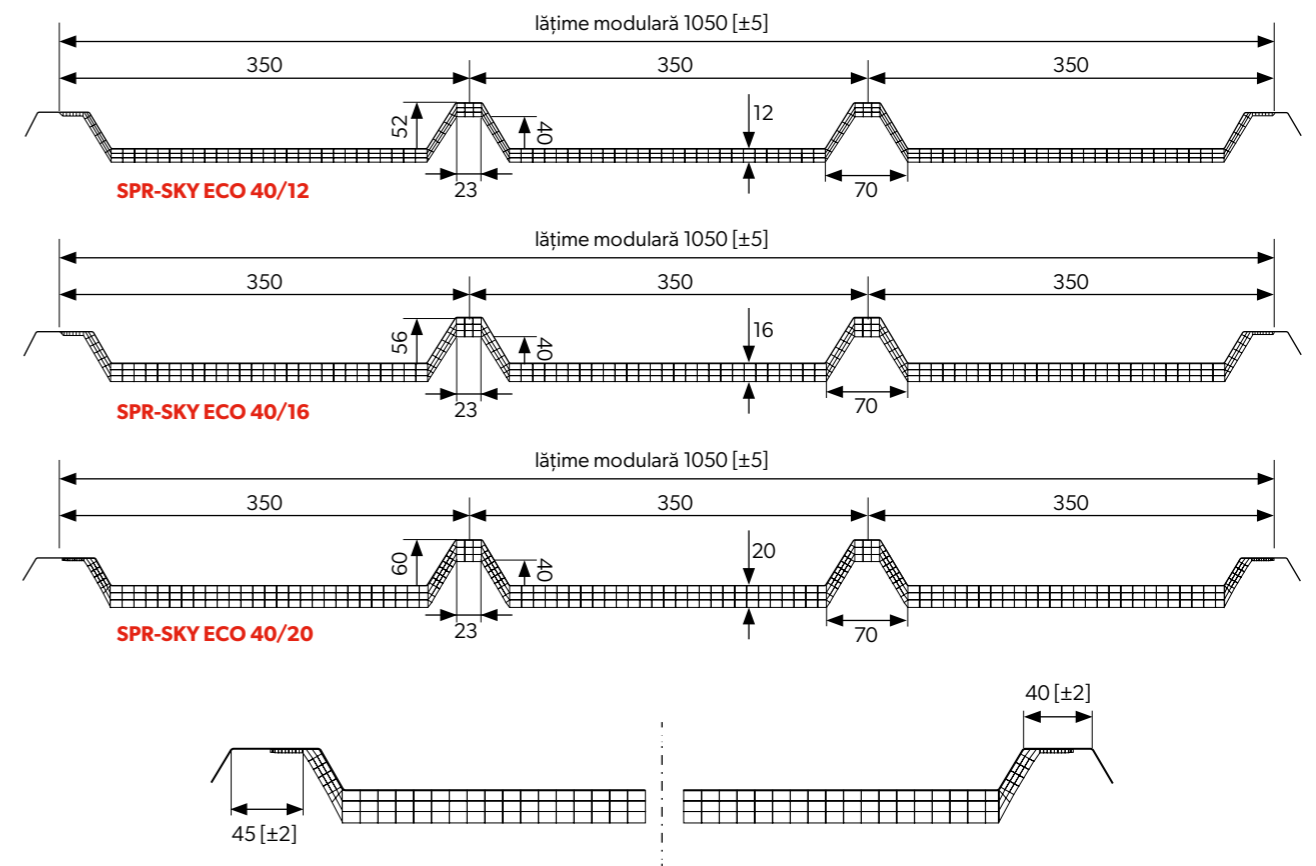 lățime modulară 1050 [±5]
350 350 350
52 40 12
23 70
SPR-SKY ECO 40/12
lățime modulară 1050 [±5]
350 350 350
56 40 16
23 70
SPR-SKY ECO 40/16
lățime modulară 1050 [±5]
350 350 350
60 40 20
23 70
SPR-SKY ECO 40/20
40 [±2]
45 [±2]